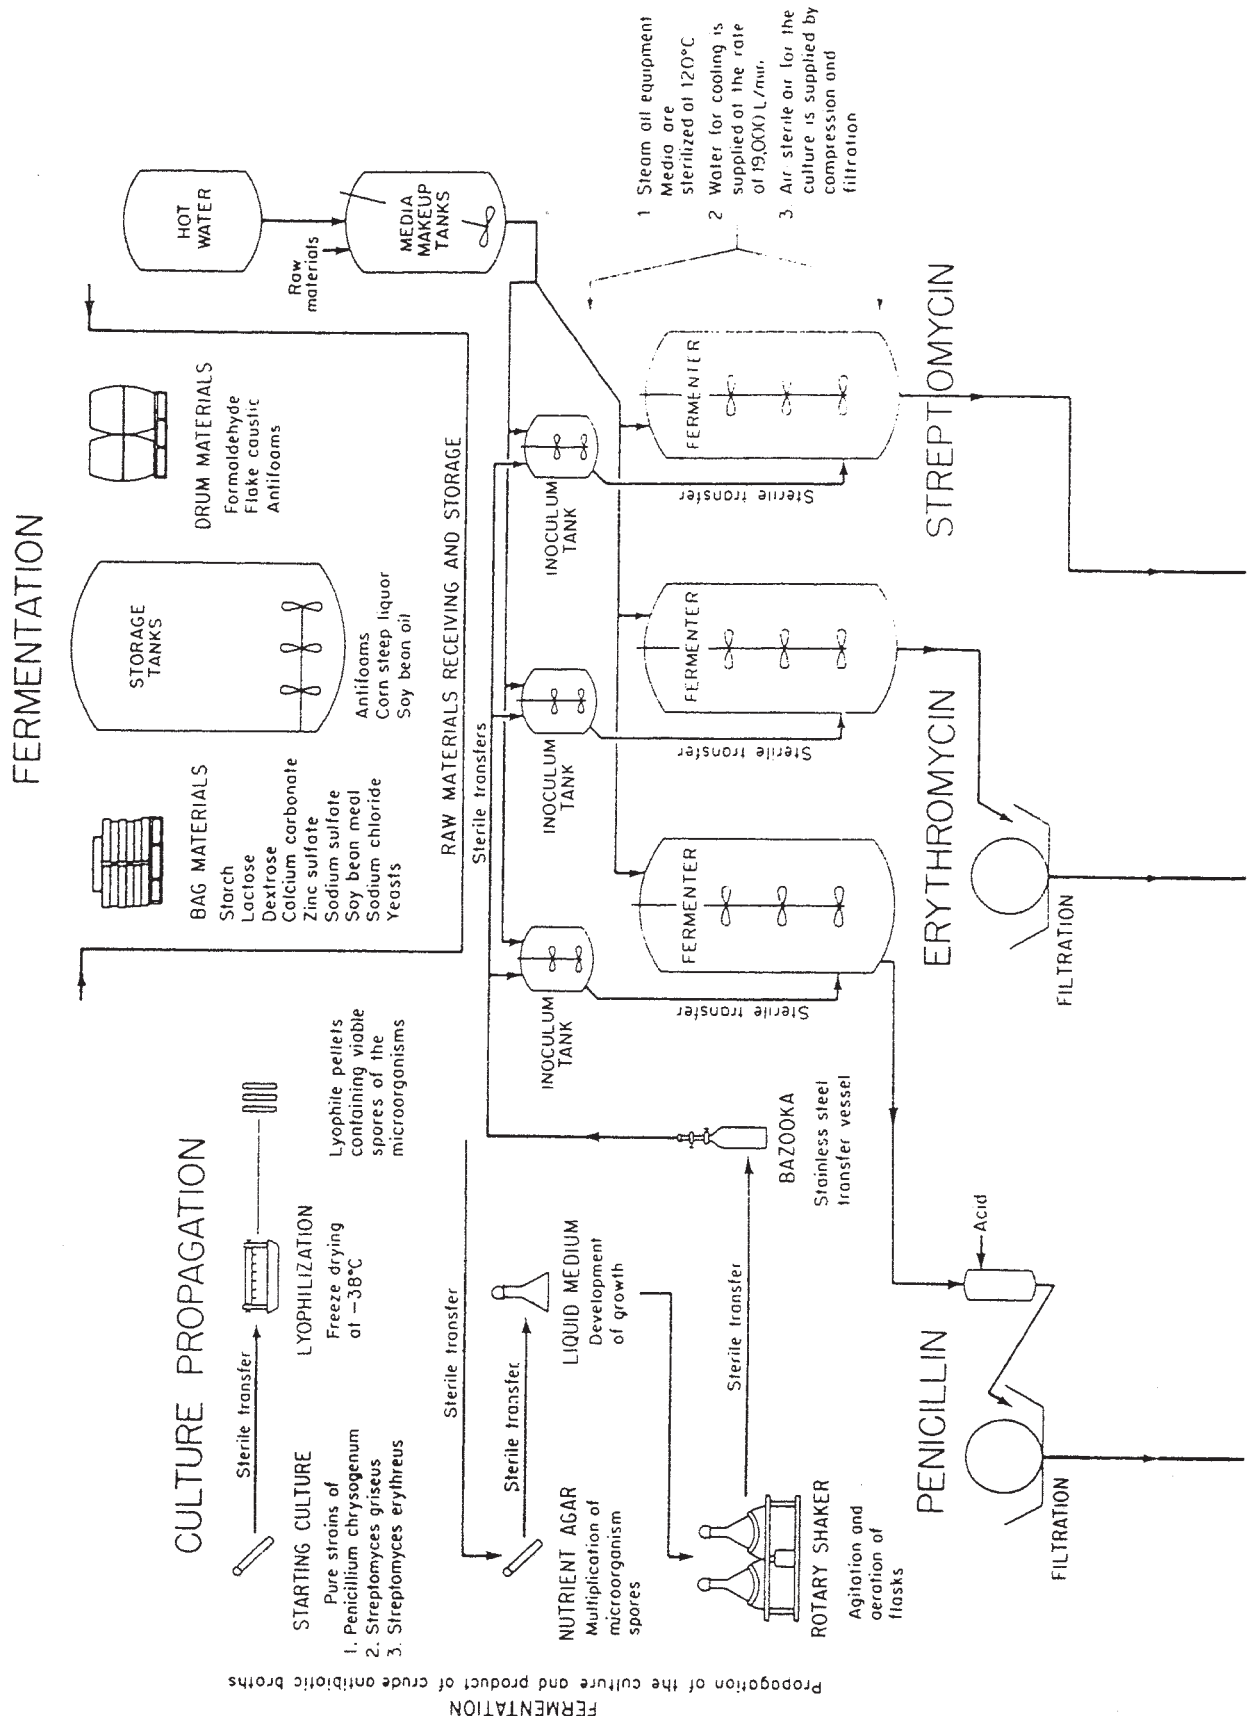 FERMENTATION
Propagation of the culture and product of crude antibiotic broths
CULTURE PROPAGATION
Sterile transfer
STARTING CULTURE
Pure strains of
1. Penicillium chrysogenum
2. Streptomyces griseus
3. Streptomyces erythreus
LYOPHILIZATION
Freeze drying
at -38°C
Lyophile pellets
containing viable
spores of the
microorganisms
Sterile transfer
Sterile transfer
NUTRIENT AGAR
Multiplication of
microorganism
spores
LIQUID MEDIUM
Development
of growth
Sterile transfer
ROTARY SHAKER
Agitation and
aeration of
flasks
BAZOOKA
Stainless steel
transfer vessel
FERMENTATION
BAG MATERIALS
Starch
Lactose
Dextrose
Calcium carbonate
Zinc sulfate
Sodium sulfate
Soy bean meal
Sodium chloride
Yeasts
STORAGE
TANKS
Antifoams
Corn steep liquor
Soy bean oil
DRUM MATERIALS
Formaldehyde
Flake caustic
Antifoams
RAW MATERIALS RECEIVING AND STORAGE
Sterile transfers
HOT
WATER
Raw
materials
MEDIA
MAKEUP
TANKS
INOCULUM
TANK
INOCULUM
TANK
INOCULUM
TANK
Sterile transfer
FERMENTER
Sterile transfer
FERMENTER
Sterile transfer
FERMENTER
1 Steam all equipment
Media are
sterilized at 120°C
2 Water for cooling is
supplied at the rate
of 19,000 L/min.
3. Air sterile air for the
culture is supplied by
compression and
filtration
PENICILLIN
Acid
FILTRATION
ERYTHROMYCIN
FILTRATION
STREPTOMYCIN